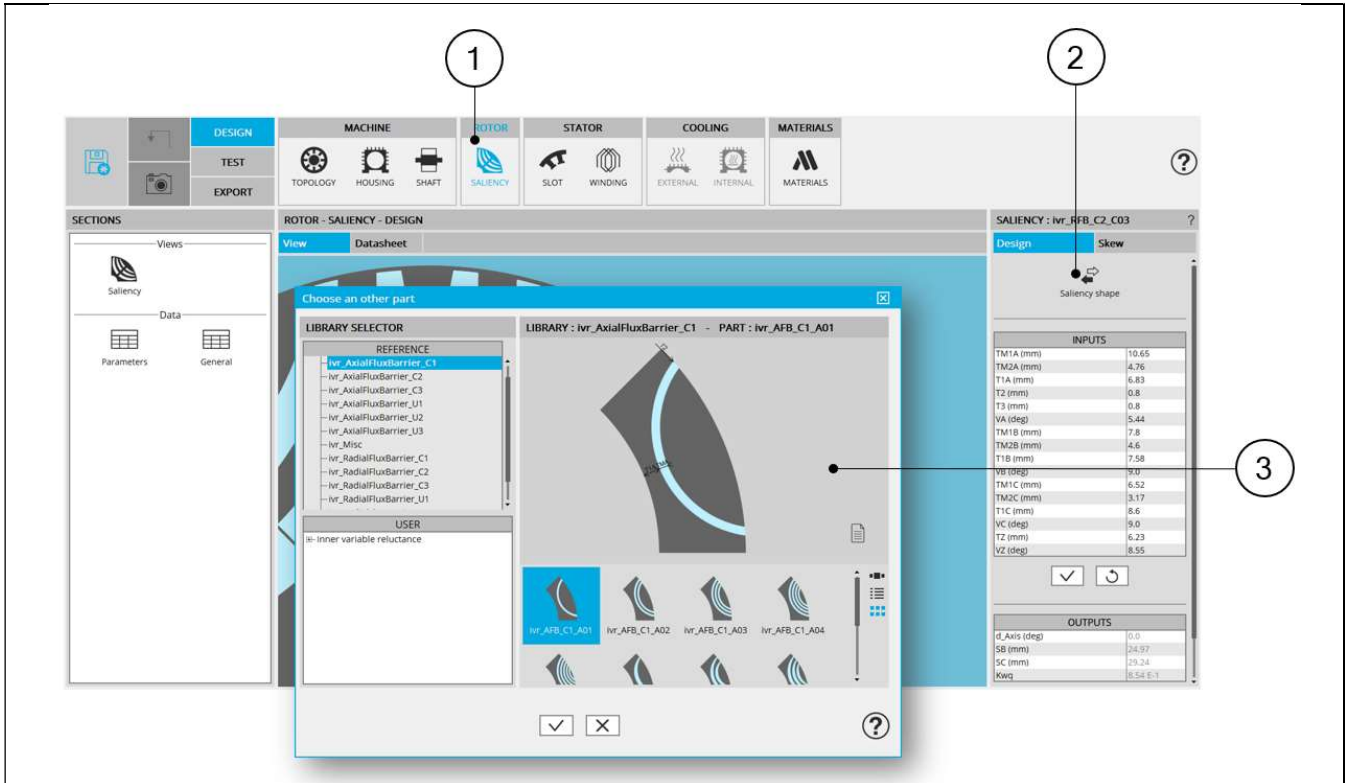 1
2
DESIGN
TEST
EXPORT
MACHINE
TOPOLOGY HOUSING SHAFT
ROTOR
SALIENCY
STATOR
SLOT WINDING
COOLING
EXTERNAL INTERNAL
MATERIALS
MATERIALS
?
SECTIONS
Views
Saliency
Data
Parameters General
ROTOR - SALIENCY - DESIGN
View Datasheet
Choose an other part
LIBRARY SELECTOR
REFERENCE
ivr_AxialFluxBarrier_C1
ivr_AxialFluxBarrier_C2
ivr_AxialFluxBarrier_C3
ivr_AxialFluxBarrier_U1
ivr_AxialFluxBarrier_U2
ivr_AxialFluxBarrier_U3
ivr_Misc
ivr_RadialFluxBarrier_C1
ivr_RadialFluxBarrier_C2
ivr_RadialFluxBarrier_C3
ivr_RadialFluxBarrier_U1
USER
Inner variable reluctance
LIBRARY : ivr_AxialFluxBarrier_C1 - PART : ivr_AFB_C1_A01
ivr_AFB_C1_A01 ivr_AFB_C1_A02 ivr_AFB_C1_A03 ivr_AFB_C1_A04
?
SALIENCY : ivr_RFB_C2_C03 ?
Design Skew
Saliency shape
INPUTS
TM1A (mm) 10.65
TM2A (mm) 4.76
T1A (mm) 6.83
T2 (mm) 0.8
T3 (mm) 0.8
VA (deg) 5.44
TM1B (mm) 7.8
TM2B (mm) 4.6
T1B (mm) 7.58
VB (deg) 9.0
TM1C (mm) 6.52
TM2C (mm) 3.17
T1C (mm) 8.6
VC (deg) 9.0
TZ (mm) 6.23
VZ (deg) 8.55
OUTPUTS
d_Axis (deg) 0.0
SB (mm) 24.97
SC (mm) 29.24
Kwq 8.54 E-1
3